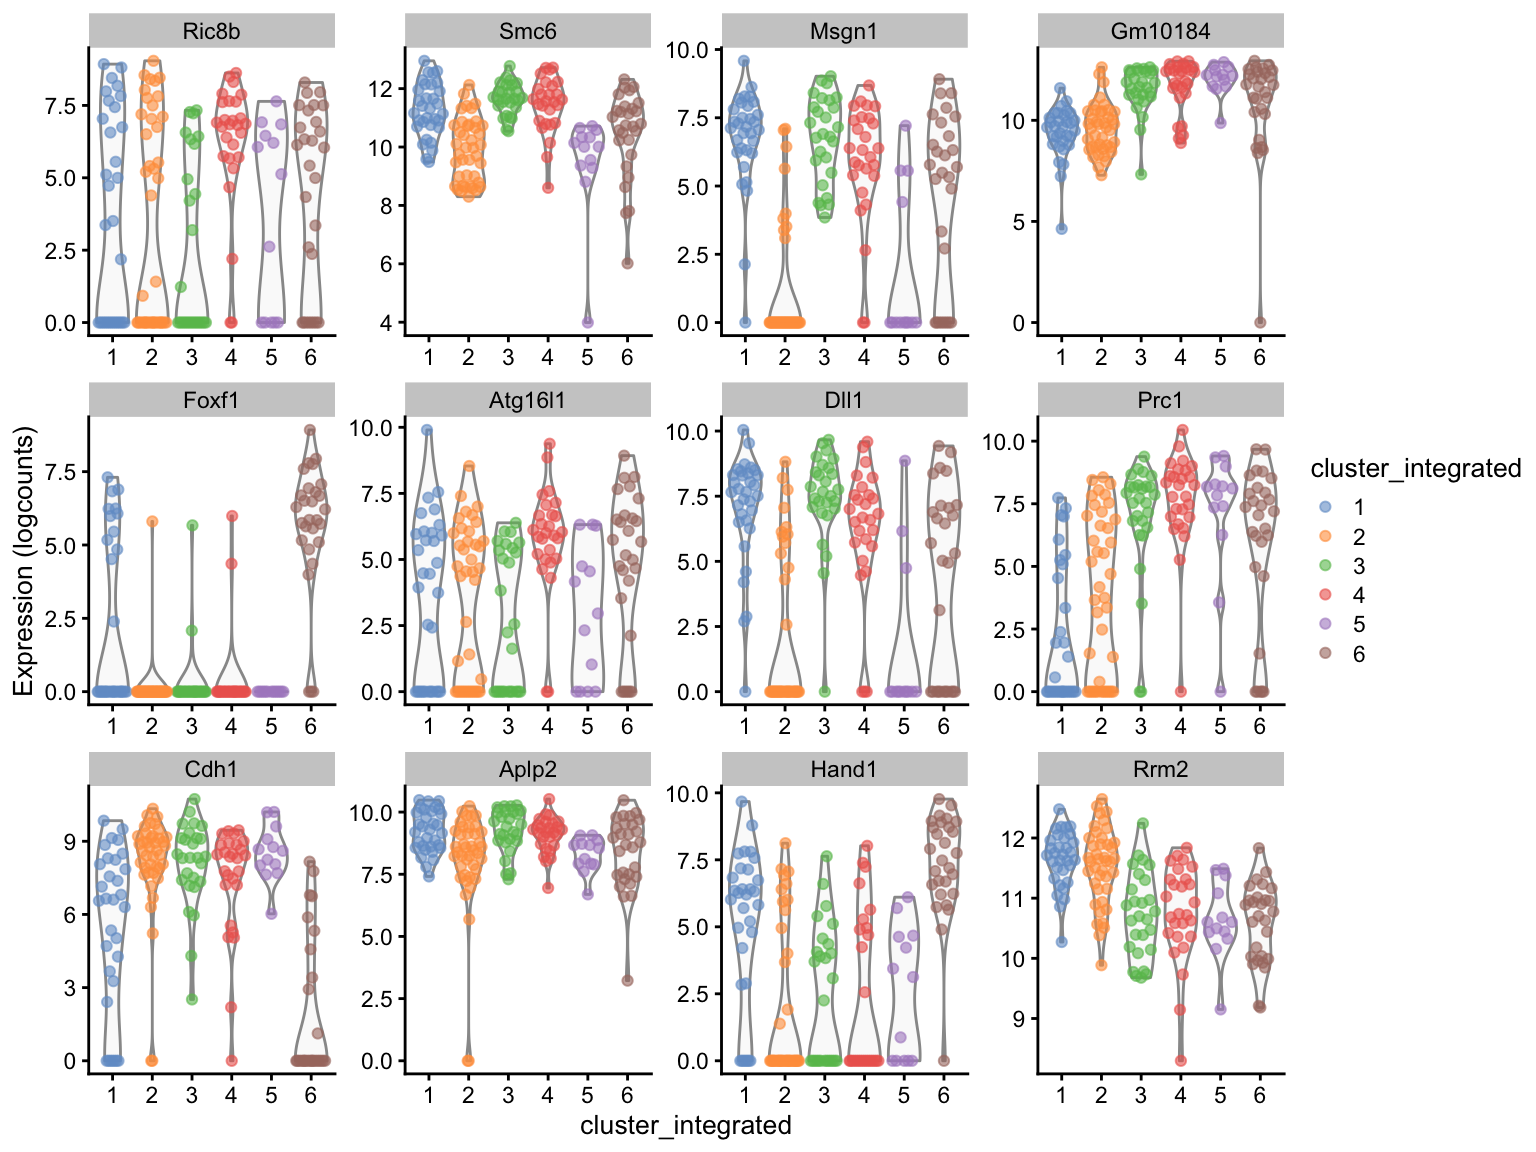 Ric8b Smc6 Msgn1 Gm10184
7.5 5.0 2.5 0.0
12 10 8 6 4
10.0 7.5 5.0 2.5 0.0
10 5 0
1 2 3 4 5 6 1 2 3 4 5 6 1 2 3 4 5 6 1 2 3 4 5 6
Foxf1 Atg16l1 Dll1 Prc1
7.5 5.0 2.5 0.0
10.0 7.5 5.0 2.5 0.0
10.0 7.5 5.0 2.5 0.0
10.0 7.5 5.0 2.5 0.0
1 2 3 4 5 6 1 2 3 4 5 6 1 2 3 4 5 6 1 2 3 4 5 6
Cdh1 Aplp2 Hand1 Rrm2
9 6 3 0
10.0 7.5 5.0 2.5 0.0
10.0 7.5 5.0 2.5 0.0
12 11 10 9
1 2 3 4 5 6 1 2 3 4 5 6 1 2 3 4 5 6 1 2 3 4 5 6
Expression (logcounts)
cluster_integrated
cluster_integrated
1
2
3
4
5
6